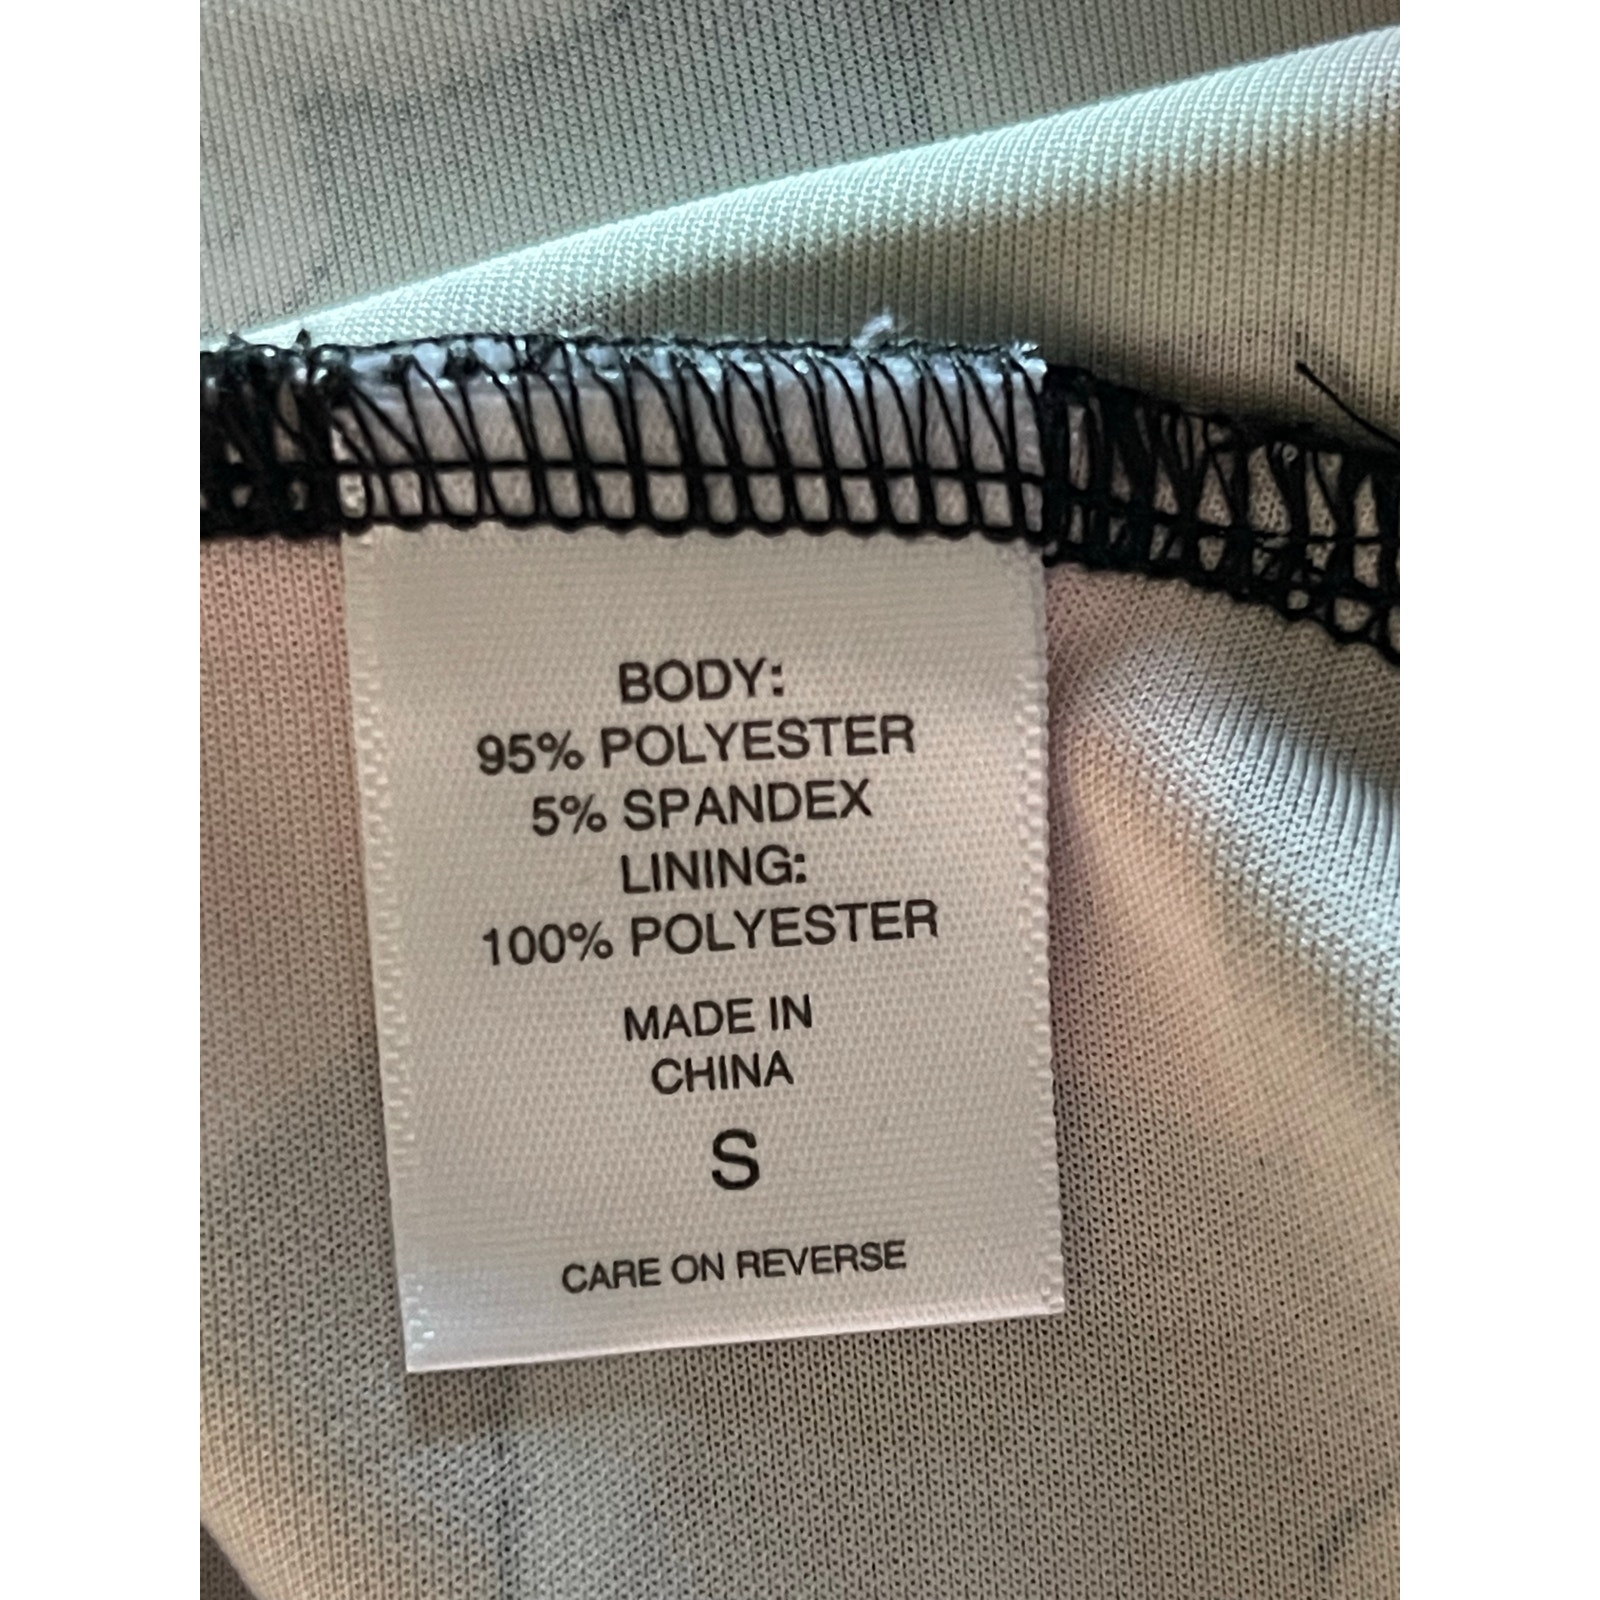 BODY:
95% POLYESTER
5% SPANDEX
LINING:
100% POLYESTER
MADE IN
CHINA
S
CARE ON REVERSE